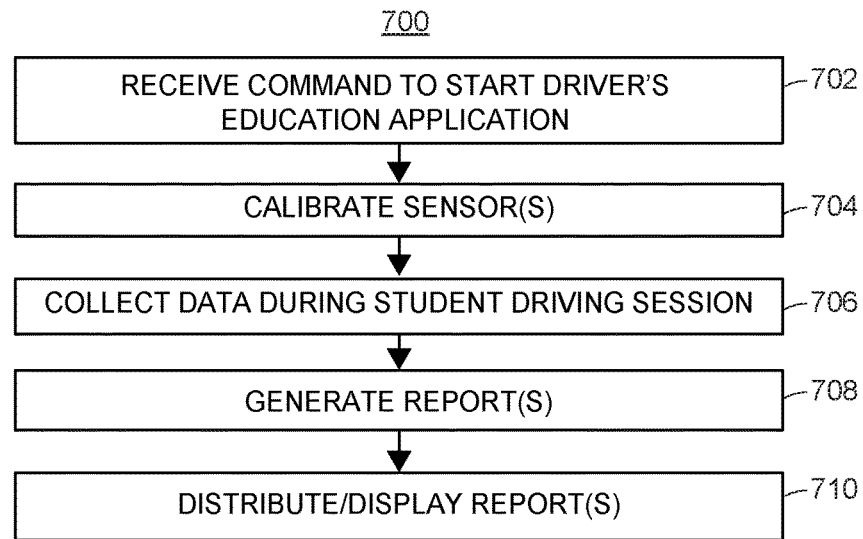 700
RECEIVE COMMAND TO START DRIVER'S
EDUCATION APPLICATION
702
CALIBRATE SENSOR(S)
704
COLLECT DATA DURING STUDENT DRIVING SESSION
706
GENERATE REPORT(S)
708
DISTRIBUTE/DISPLAY REPORT(S)
710